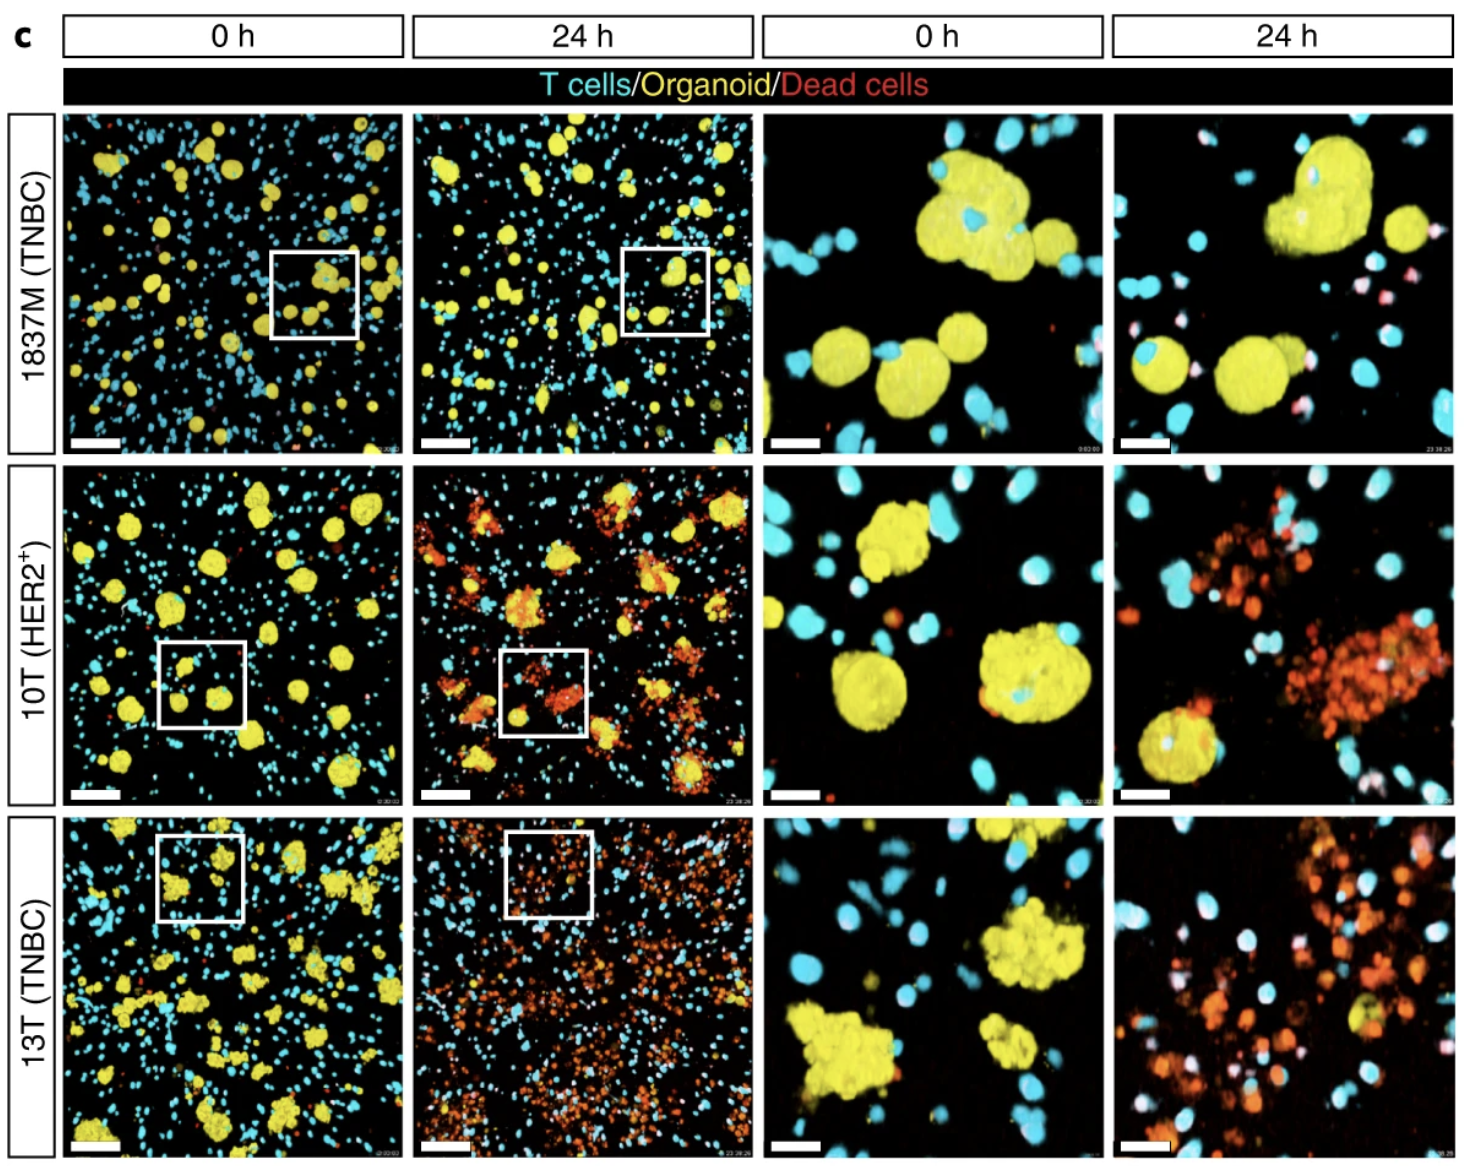 c
0 h
24 h
0 h
24 h
T cells/Organoid/Dead cells
1837M (TNBC)
10T (HER2⁺)
13T (TNBC)